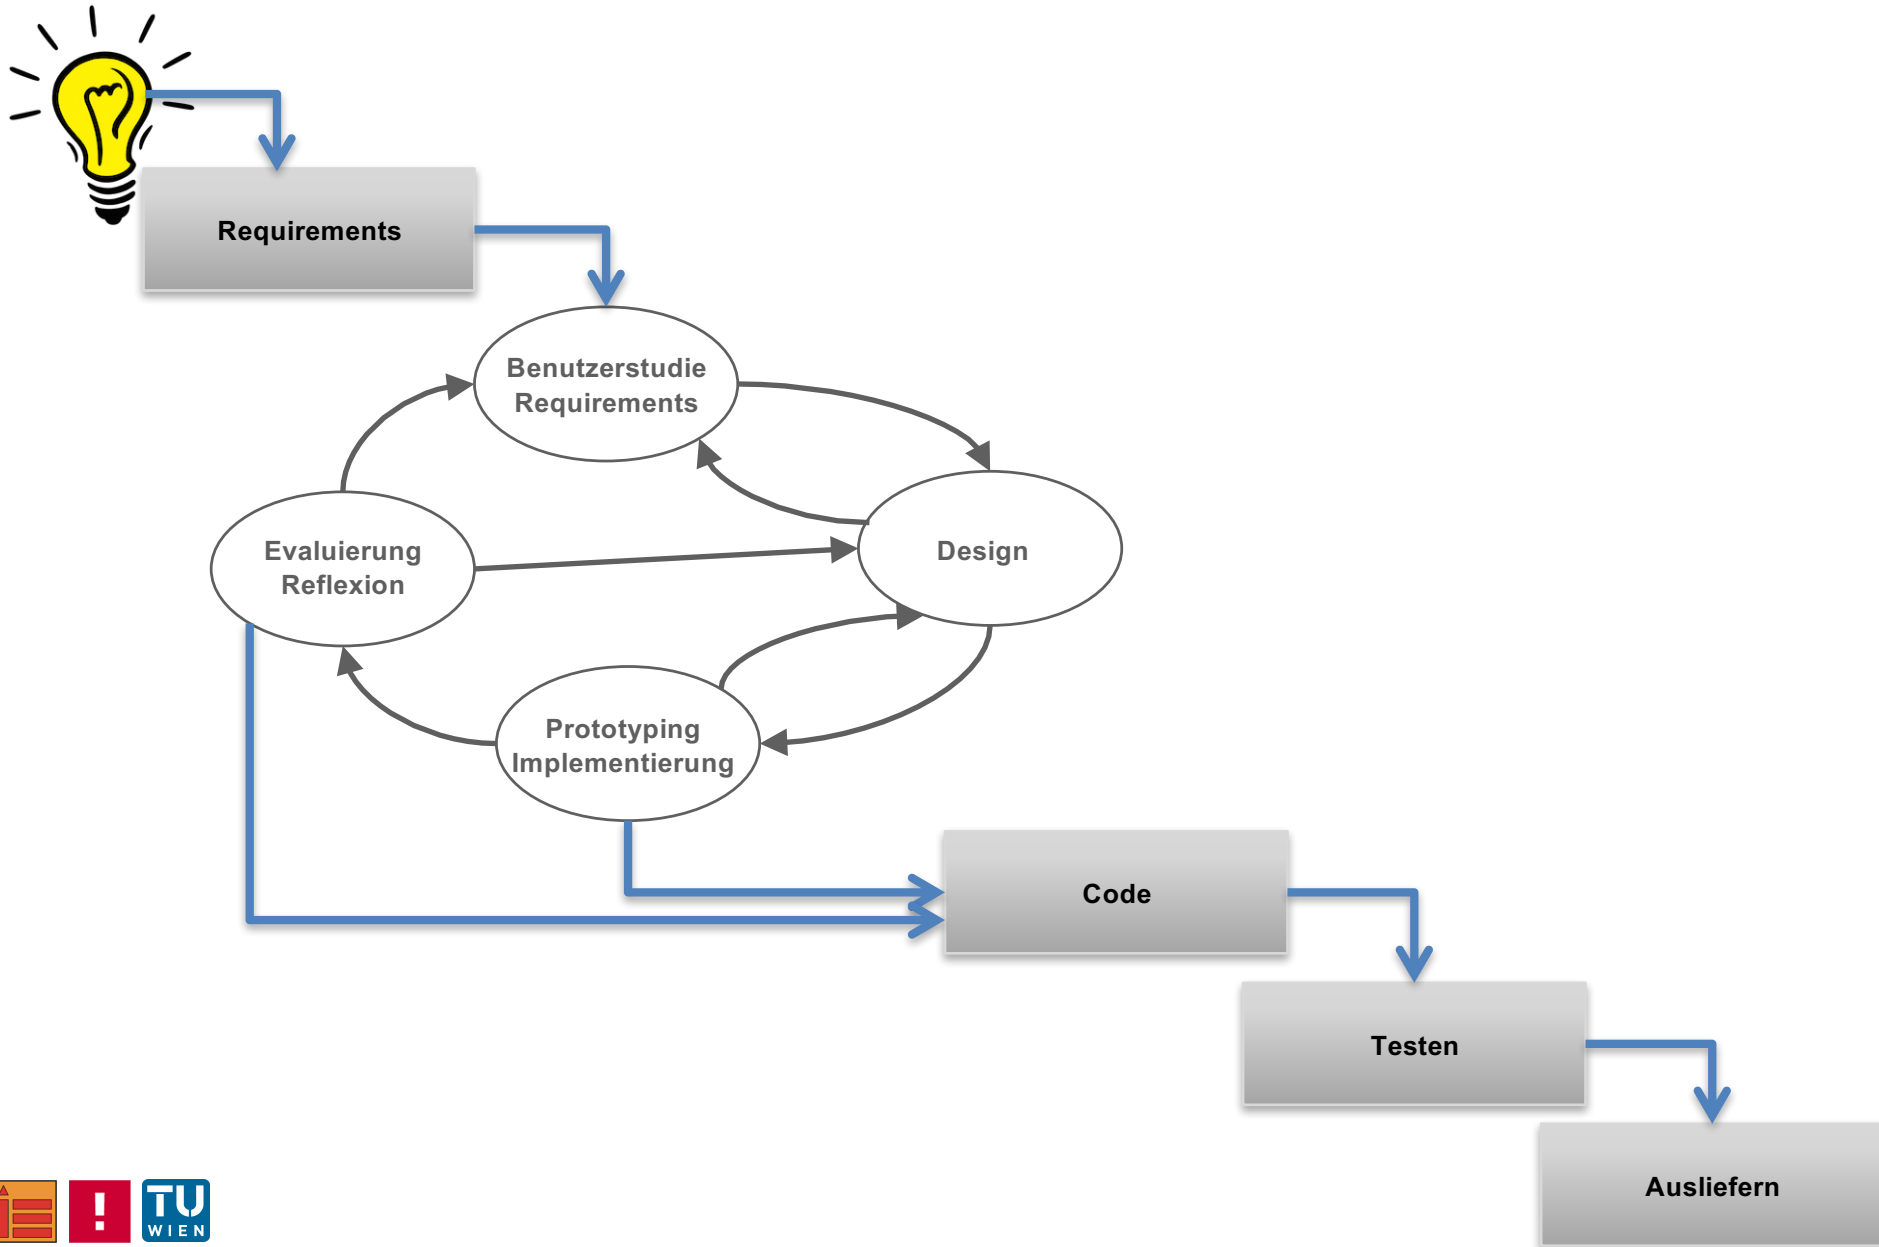 Requirements
Benutzerstudie
Requirements
Evaluierung
Reflexion
Design
Prototyping
Implementierung
Code
Testen
Ausliefern
!
TU
WIEN